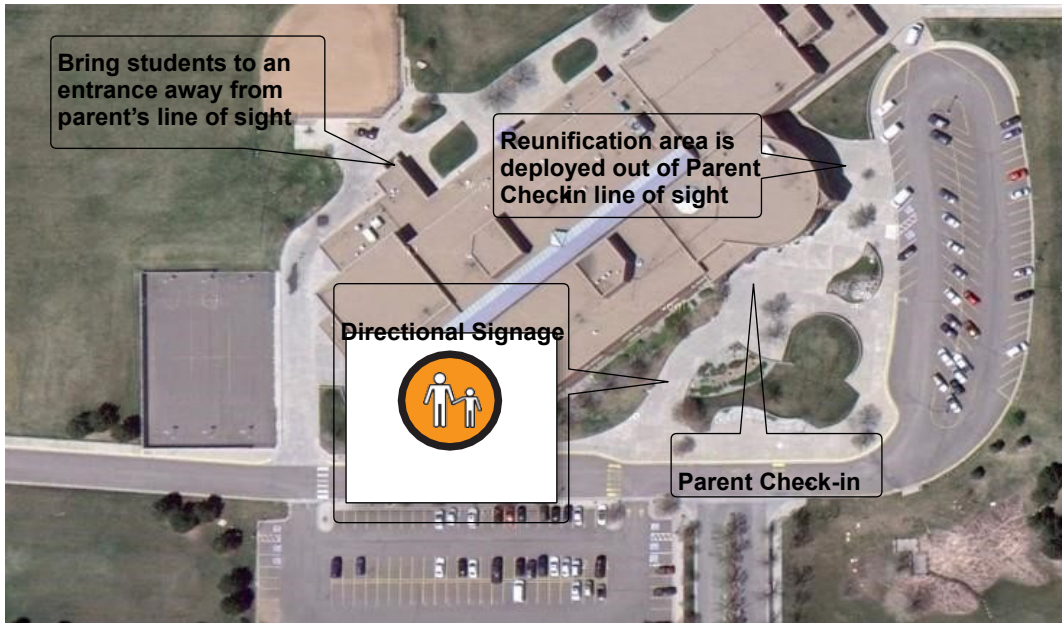 Bring students to an
entrance away from
parent's line of sight
Reunification area is
deployed out of Parent
Checkin line of sight
Directional Signage
Parent Check-in